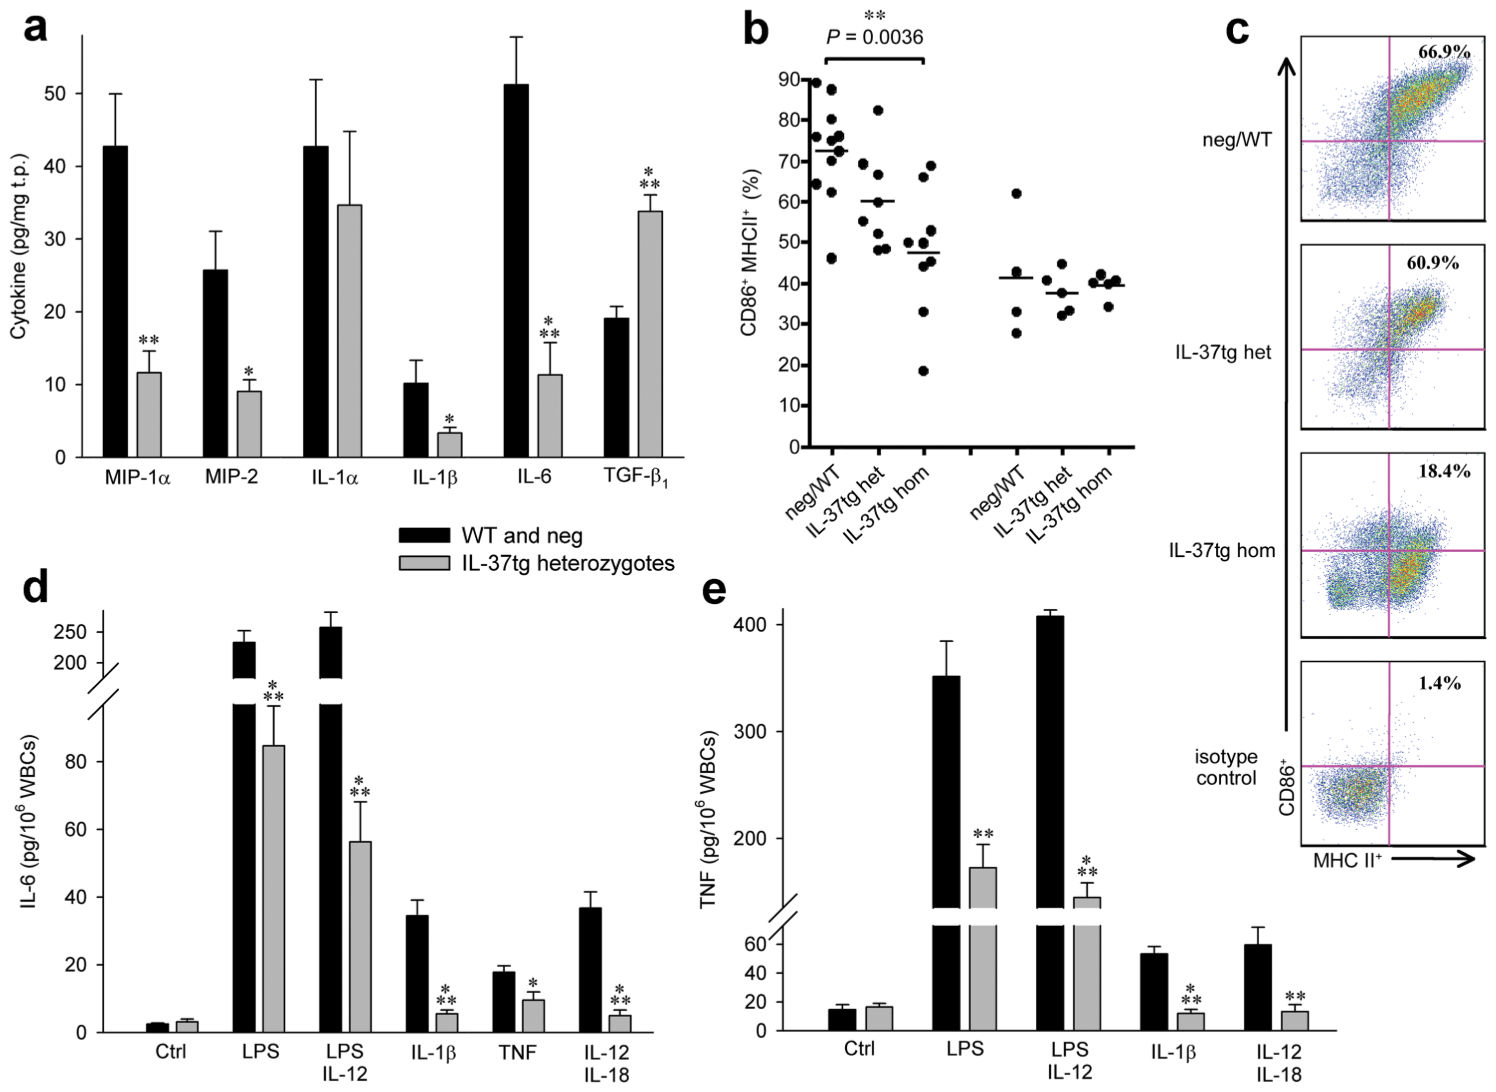 a
Cytokine (pg/mg t.p.)
50
40
30
20
10
0
**
*
*
*
**
*
**
MIP-1α MIP-2 IL-1α IL-1β IL-6 TGF-β₁
WT and neg
IL-37tg heterozygotes
b
**
P = 0.0036
CD86⁺ MHCII⁺ (%)
90
80
70
60
50
40
30
20
10
0
neg/WT IL-37tg het IL-37tg hom neg/WT IL-37tg het IL-37tg hom
c
66.9%
neg/WT
60.9%
IL-37tg het
18.4%
IL-37tg hom
1.4%
isotype
control
CD86⁺
MHC II⁺
d
IL-6 (pg/10⁶ WBCs)
250
200
80
60
40
20
0
*
**
*
**
*
**
*
*
**
Ctrl LPS LPS IL-1β TNF IL-12
IL-12 IL-18
e
TNF (pg/10⁶ WBCs)
400
300
200
60
40
20
0
**
*
**
*
**
**
Ctrl LPS LPS IL-1β IL-12
IL-12 IL-18